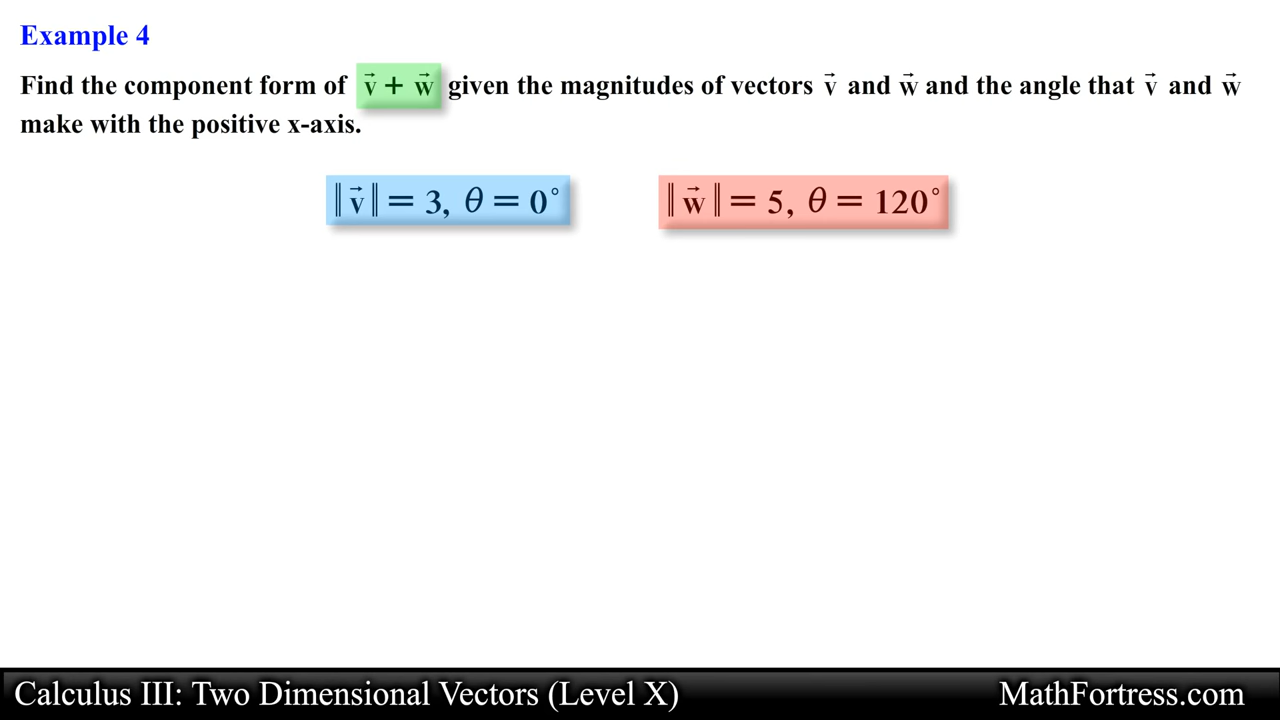 Example 4
Find the component form of v⃗ + w⃗ given the magnitudes of vectors v⃗ and w⃗ and the angle that v⃗ and w⃗
make with the positive x-axis.
‖v⃗‖ = 3, θ = 0° ‖w⃗‖ = 5, θ = 120°
Calculus III: Two Dimensional Vectors (Level X) MathFortress.com